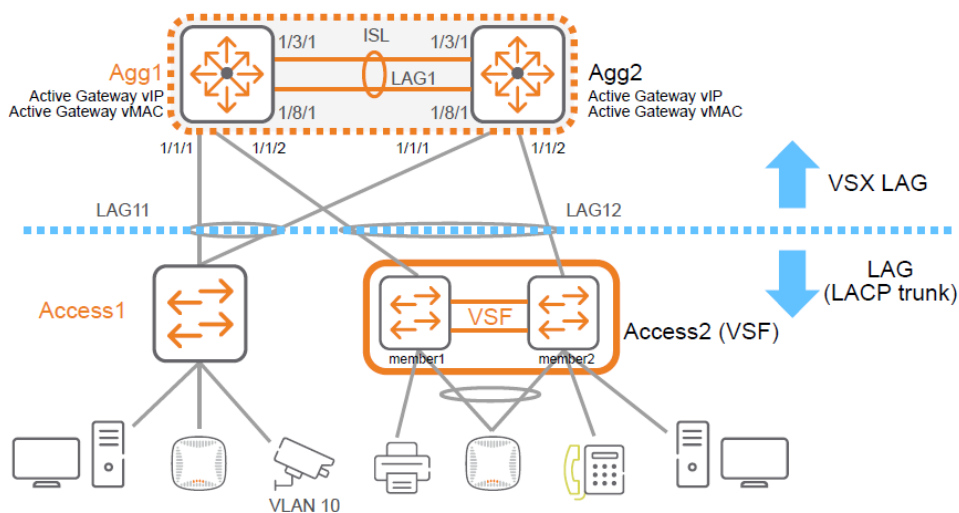 1/3/1
ISL
1/3/1
Agg1
LAG1
Agg2
Active Gateway vIP
Active Gateway vMAC
Active Gateway vIP
Active Gateway vMAC
1/8/1
1/8/1
1/1/1
1/1/2
1/1/1
1/1/2
VSX LAG
LAG11
LAG12
LAG
(LACP trunk)
Access1
VSF
Access2 (VSF)
member1
member2
VLAN 10